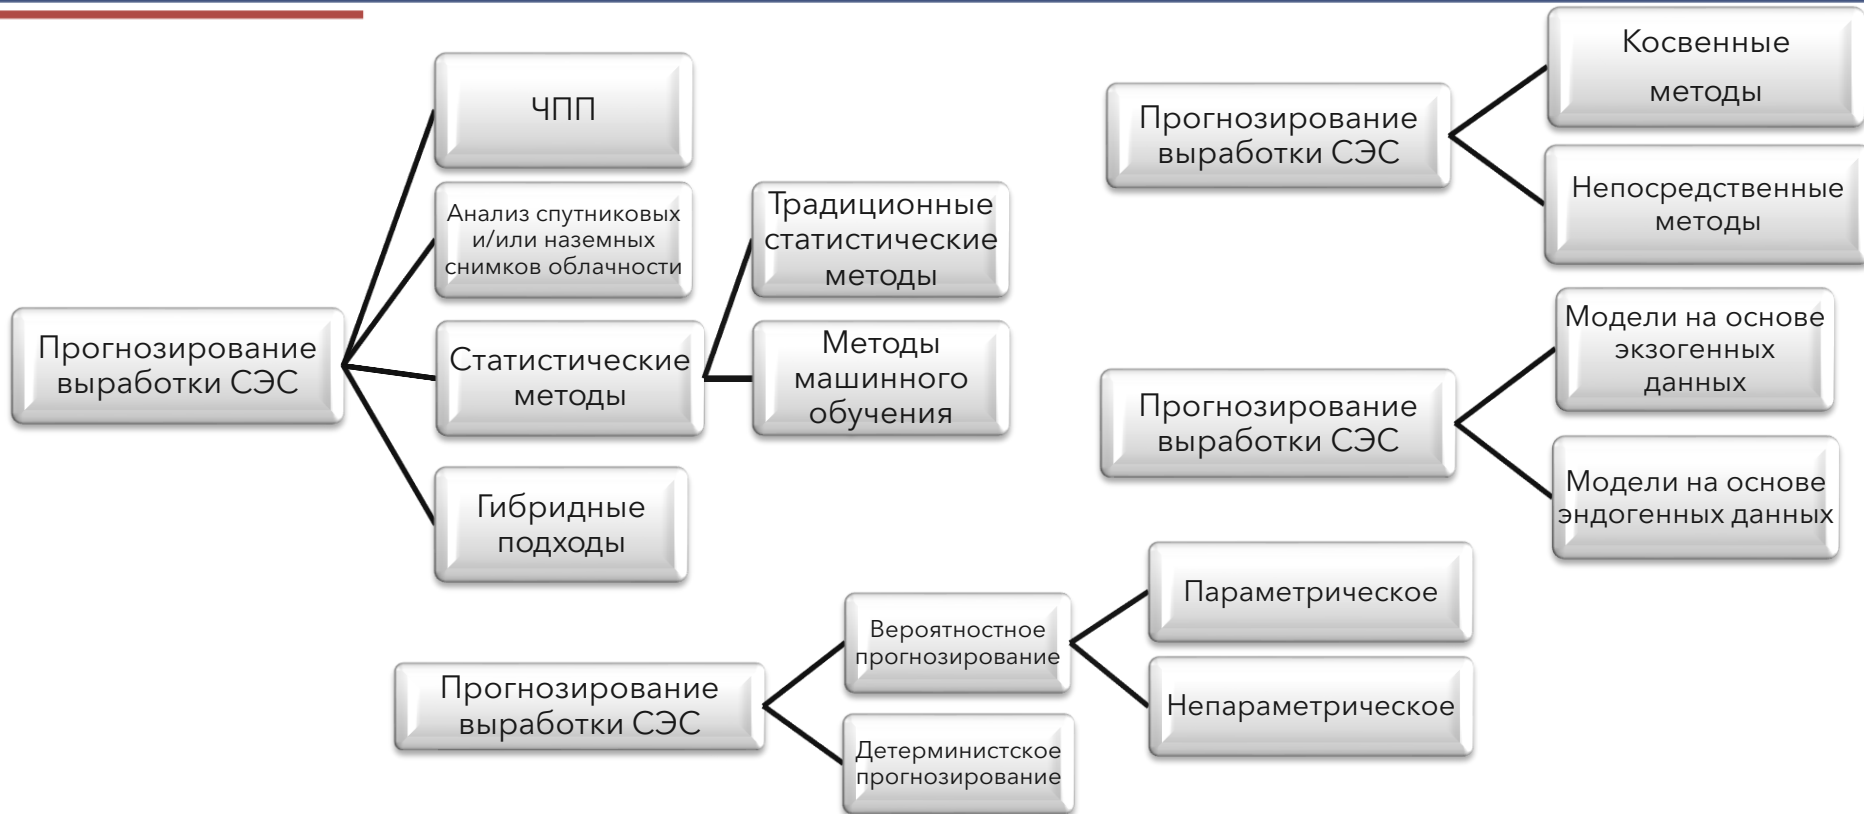 Прогнозирование
выработки СЭС
ЧПП
Анализ спутниковых
и/или наземных
снимков облачности
Статистические
методы
Гибридные
подходы
Традиционные
статистические
методы
Методы
машинного
обучения
Прогнозирование
выработки СЭС
Косвенные
методы
Непосредственные
методы
Прогнозирование
выработки СЭС
Модели на основе
экзогенных
данных
Модели на основе
эндогенных данных
Прогнозирование
выработки СЭС
Вероятностное
прогнозирование
Детерминистское
прогнозирование
Параметрическое
Непараметрическое